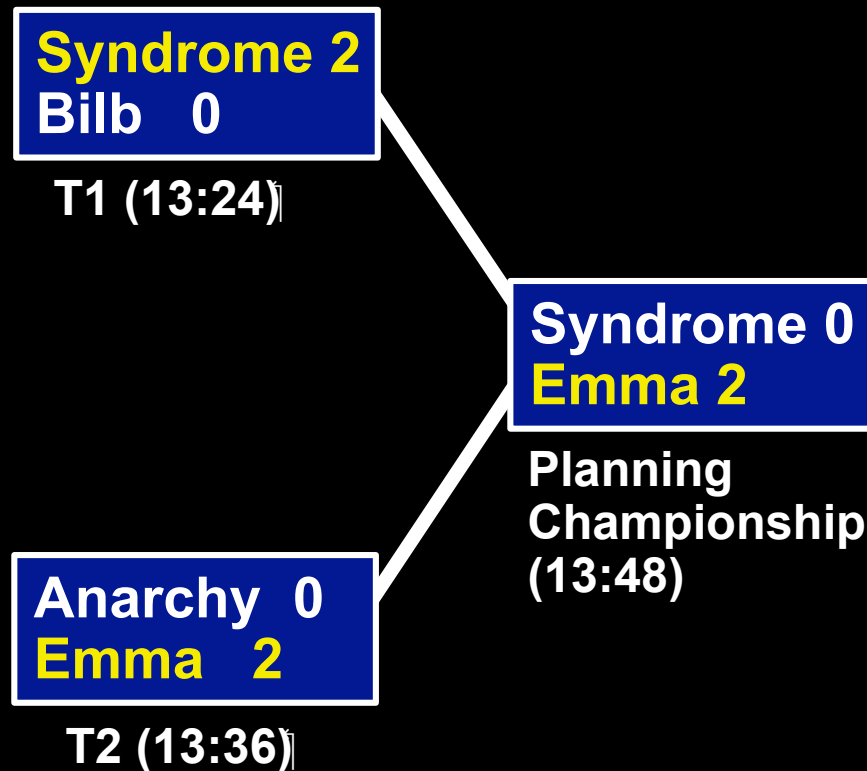 Syndrome 2
Bilb 0
T1 (13:24)
Syndrome 0
Emma 2
Planning
Championship
(13:48)
Anarchy 0
Emma 2
T2 (13:36)